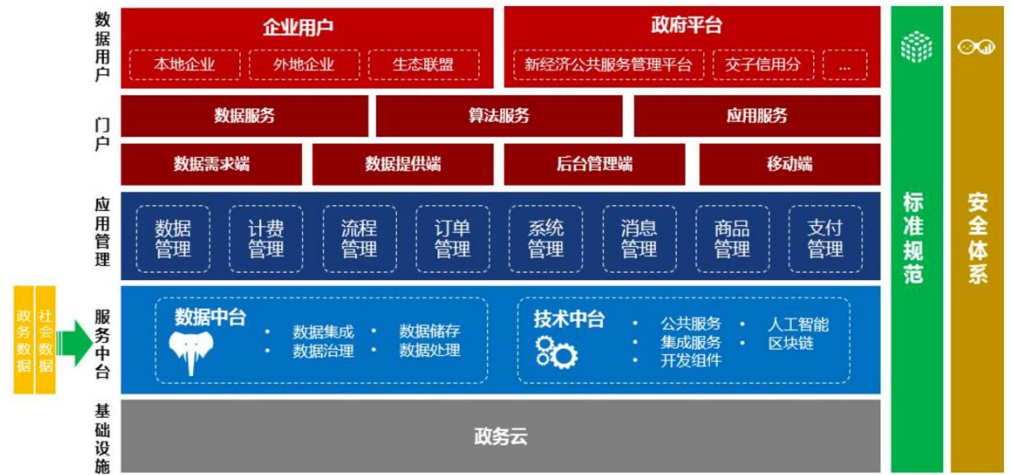 数据用户
企业用户
本地企业
外地企业
生态联盟
政府平台
新经济公共服务管理平台
交子信用分
...
门户
数据服务
算法服务
应用服务
数据需求端
数据提供端
后台管理端
移动端
应用管理
数据
管理
计费
管理
流程
管理
订单
管理
系统
管理
消息
管理
商品
管理
支付
管理
政务数据
社会数据
服务中台
数据中台
• 数据集成
• 数据治理
• 数据储存
• 数据处理
技术中台
• 公共服务
• 集成服务
• 开发组件
• 人工智能
• 区块链
基础设施
政务云
标准规范
安全体系